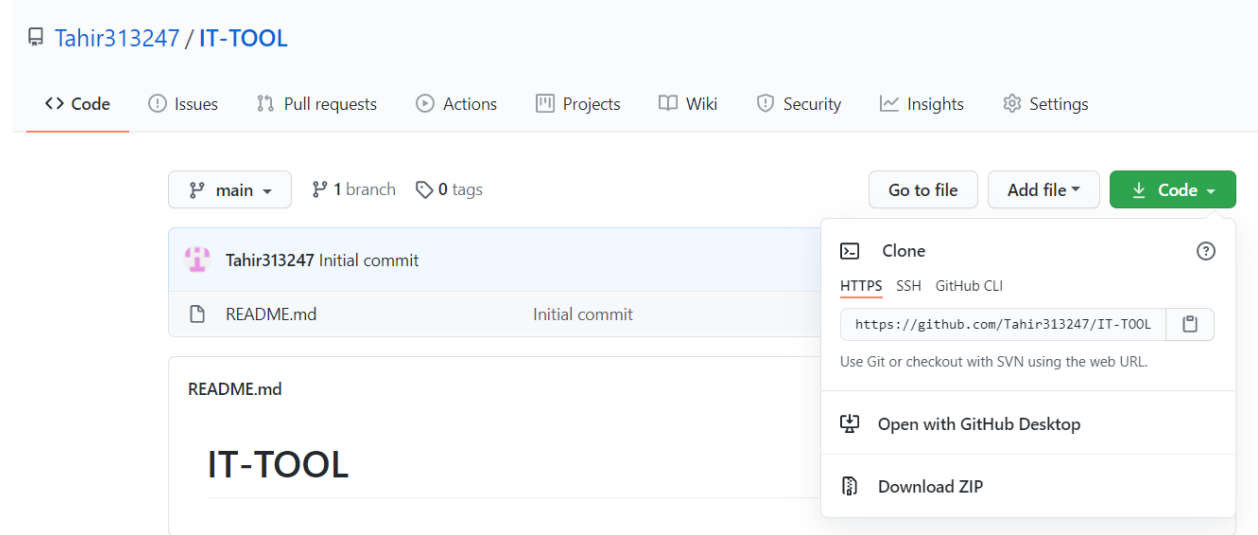 Tahir313247 / IT-TOOL
<> Code Issues Pull requests Actions Projects Wiki Security Insights Settings
main 1 branch 0 tags Go to file Add file Code
Tahir313247 Initial commit
README.md Initial commit
README.md
IT-TOOL
Clone
HTTPS SSH GitHub CLI
https://github.com/Tahir313247/IT-TOOL
Use Git or checkout with SVN using the web URL.
Open with GitHub Desktop
Download ZIP